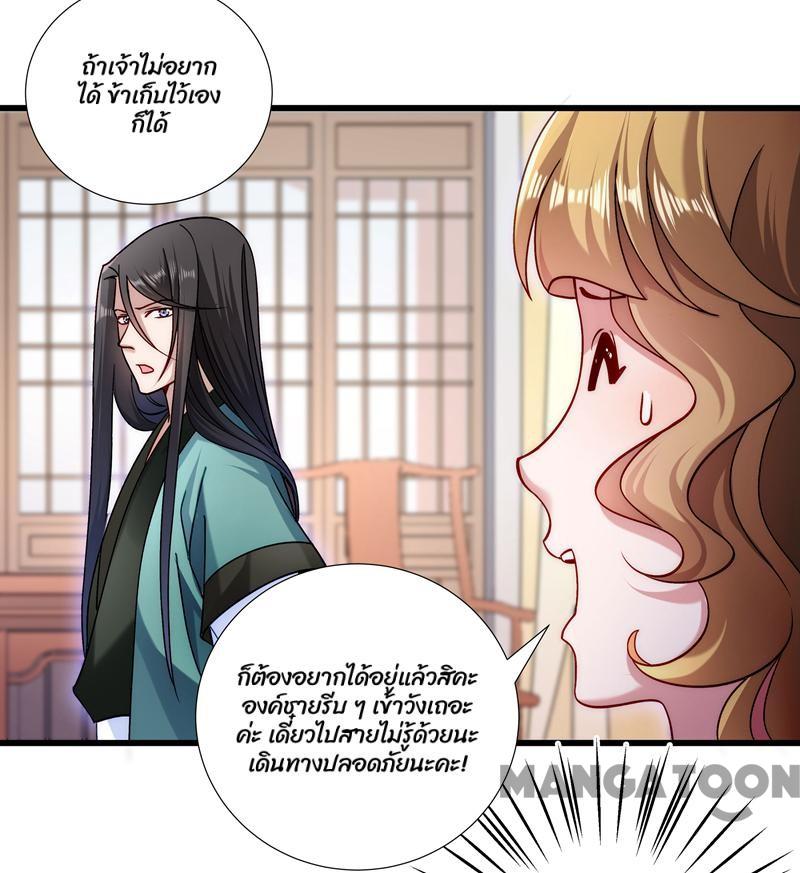 ถ้าเจ้าไม่อยาก
ได้ ข้าเก็บไว้เอง
ก็ได้
ก็ต้องอยากได้อยู่แล้วสิคะ
องค์ชายรีบ ๆ เข้าวังเถอะ
ค่ะ เดี๋ยวไปสายไม่รู้ด้วยนะ
เดินทางปลอดภัยนะคะ!
MANGATOON